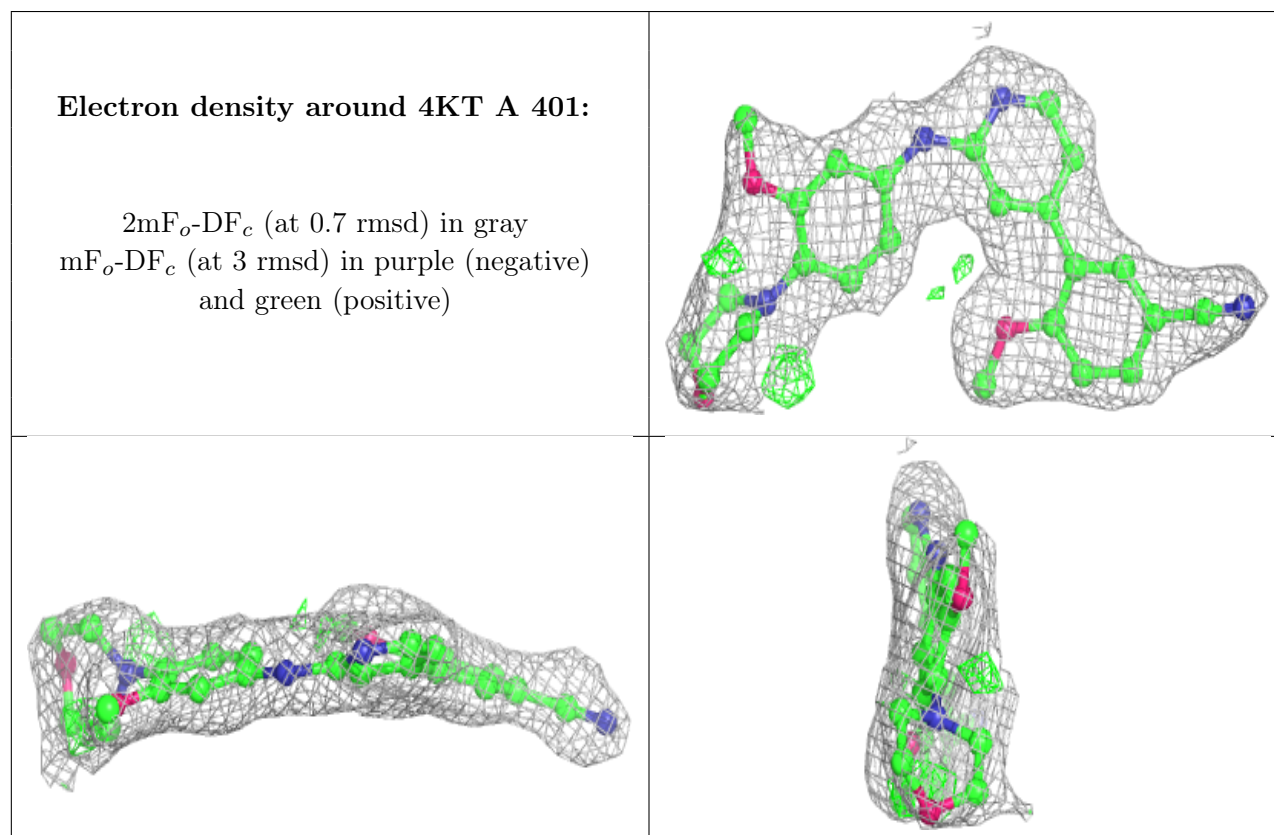 Electron density around 4KT A 401:
2mFo-DFc (at 0.7 rmsd) in gray
mFo-DFc (at 3 rmsd) in purple (negative)
and green (positive)